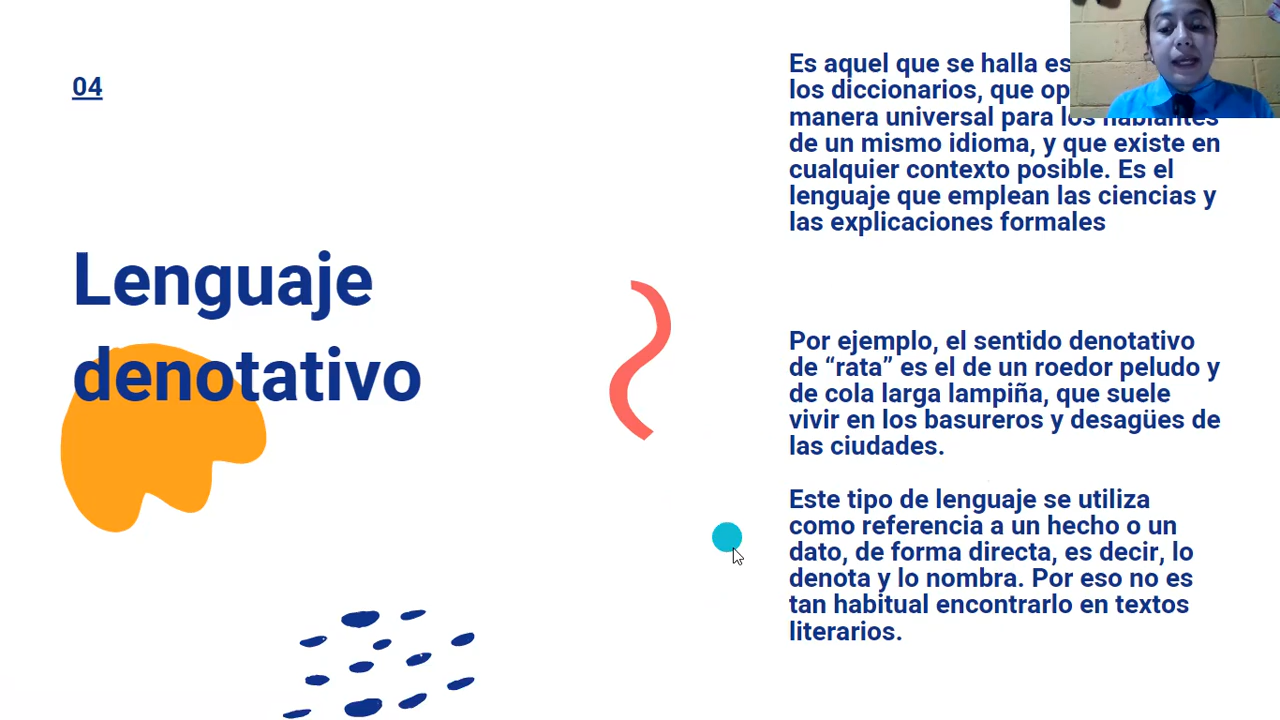 04
Lenguaje
denotativo
Es aquel que se halla
los diccionarios, que
manera universal para los hablantes
de un mismo idioma, y que existe en
cualquier contexto posible. Es el
lenguaje que emplean las ciencias y
las explicaciones formales
Por ejemplo, el sentido denotativo
de “rata” es el de un roedor peludo y
de cola larga lampiña, que suele
vivir en los basureros y desagües de
las ciudades.
Este tipo de lenguaje se utiliza
como referencia a un hecho o un
dato, de forma directa, es decir, lo
denota y lo nombra. Por eso no es
tan habitual encontrarlo en textos
literarios.